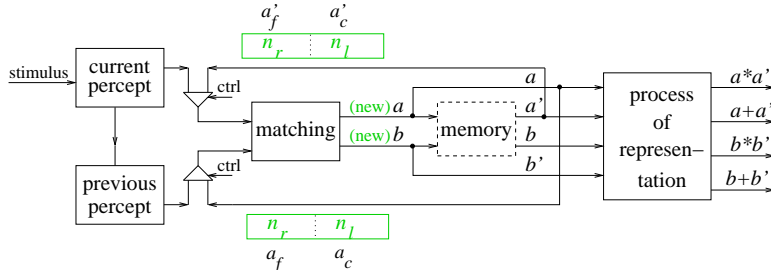 a'f a'c
nr nl
stimulus
current
percept
ctrl
(new) a
(new) b
matching
memory
a
a'
b
b'
process
of
represen−
tation
a*a'
a+a'
b*b'
b+b'
previous
percept
ctrl
nr nl
af ac